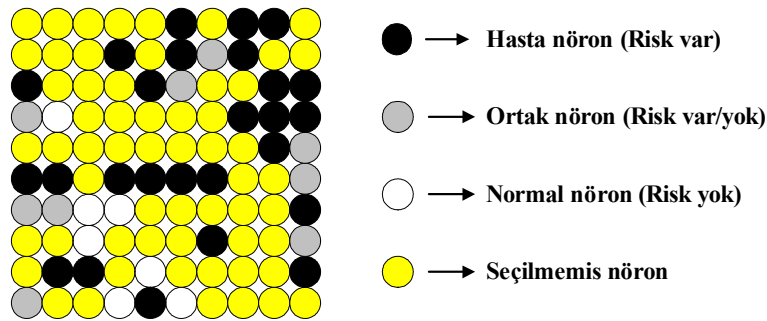 Hasta nöron (Risk var)
Ortak nöron (Risk var/yok)
Normal nöron (Risk yok)
Seçilmemis nöron